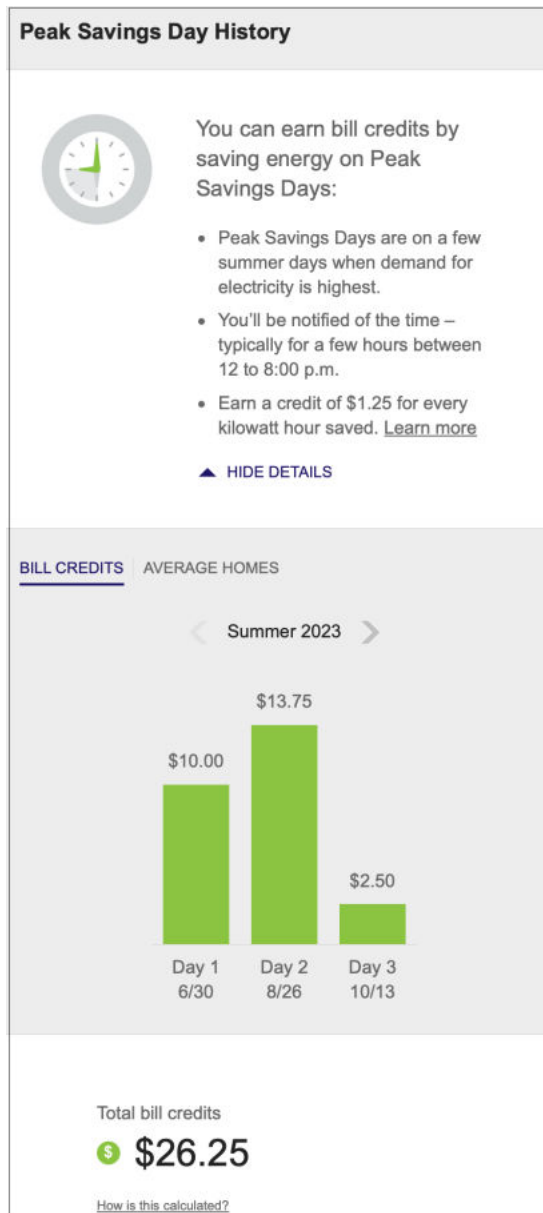 Peak Savings Day History
You can earn bill credits by
saving energy on Peak
Savings Days:
• Peak Savings Days are on a few
summer days when demand for
electricity is highest.
• You'll be notified of the time –
typically for a few hours between
12 to 8:00 p.m.
• Earn a credit of $1.25 for every
kilowatt hour saved. Learn more
HIDE DETAILS
BILL CREDITS AVERAGE HOMES
Summer 2023
$13.75
$10.00
$2.50
Day 1 Day 2 Day 3
6/30 8/26 10/13
Total bill credits
$ $26.25
How is this calculated?